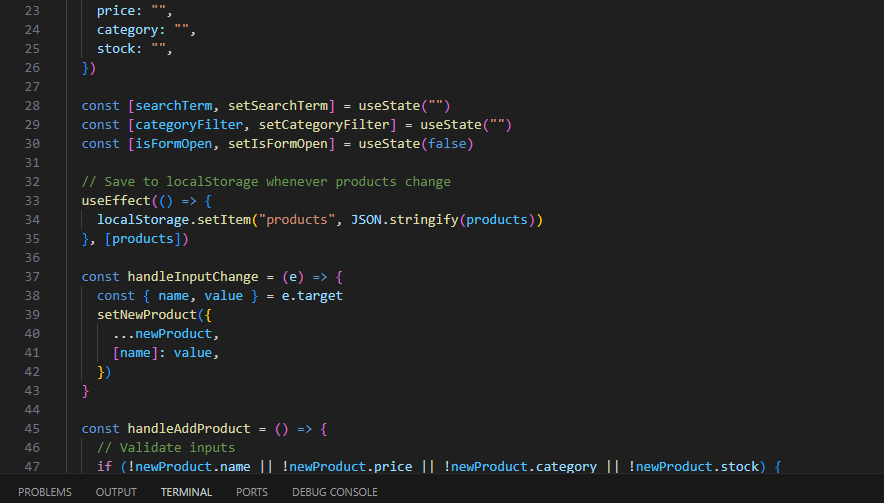 23 price: "",
24 category: "",
25 stock: "",
26 })
27
28 const [searchTerm, setSearchTerm] = useState("")
29 const [categoryFilter, setCategoryFilter] = useState("")
30 const [isFormOpen, setIsFormOpen] = useState(false)
31
32 // Save to localStorage whenever products change
33 useEffect(() => {
34 localStorage.setItem("products", JSON.stringify(products))
35 }, [products])
36
37 const handleInputChange = (e) => {
38 const { name, value } = e.target
39 setNewProduct({
40 ...newProduct,
41 [name]: value,
42 })
43 }
44
45 const handleAddProduct = () => {
46 // Validate inputs
47 if (!newProduct.name || !newProduct.price || !newProduct.category || !newProduct.stock) {
PROBLEMS OUTPUT TERMINAL PORTS DEBUG CONSOLE